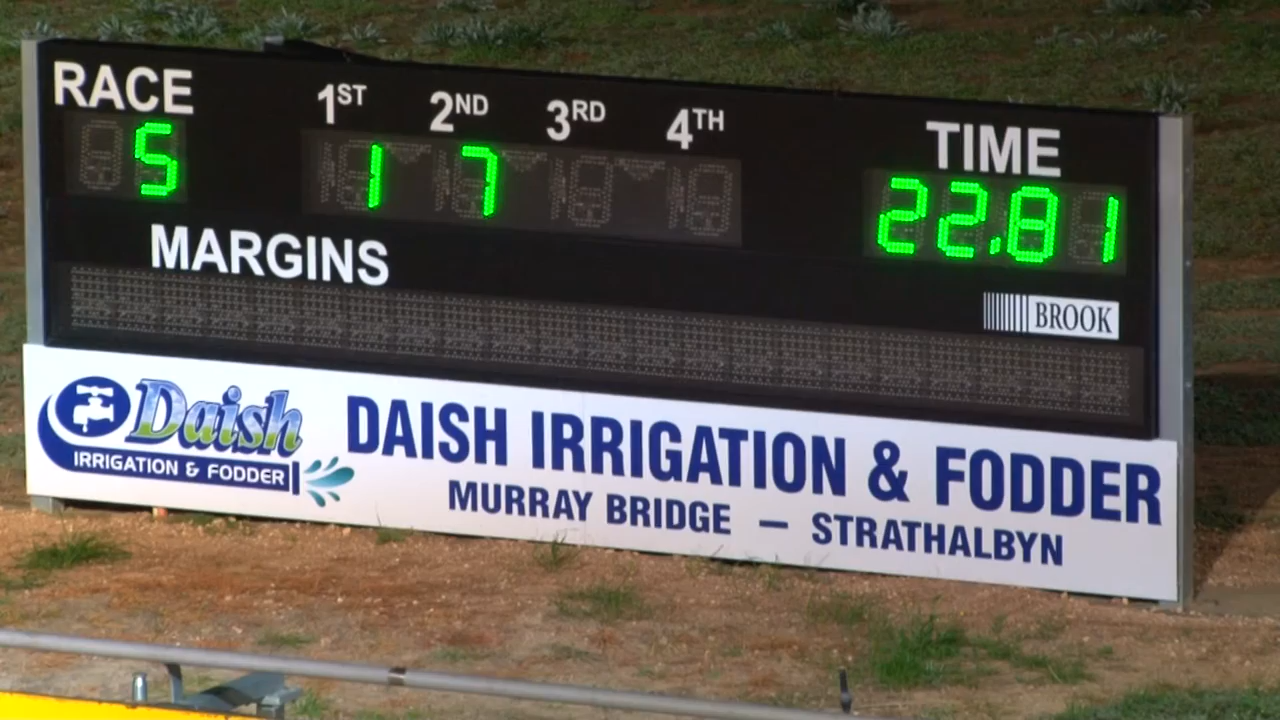 RACE 1ST 2ND 3RD 4TH TIME
5 1 7 22.81
MARGINS
BROOK
Daish
IRRIGATION & FODDER
DAISH IRRIGATION & FODDER
MURRAY BRIDGE – STRATHALBYN